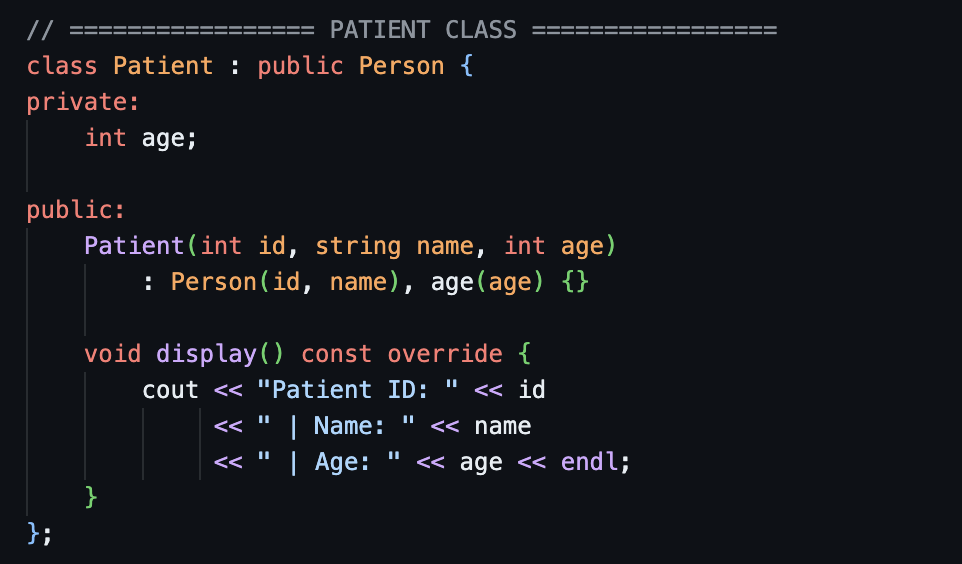 // ================= PATIENT CLASS =================
class Patient : public Person {
private:
    int age;

public:
    Patient(int id, string name, int age)
        : Person(id, name), age(age) {}

    void display() const override {
        cout << "Patient ID: " << id
             << " | Name: " << name
             << " | Age: " << age << endl;
    }
};